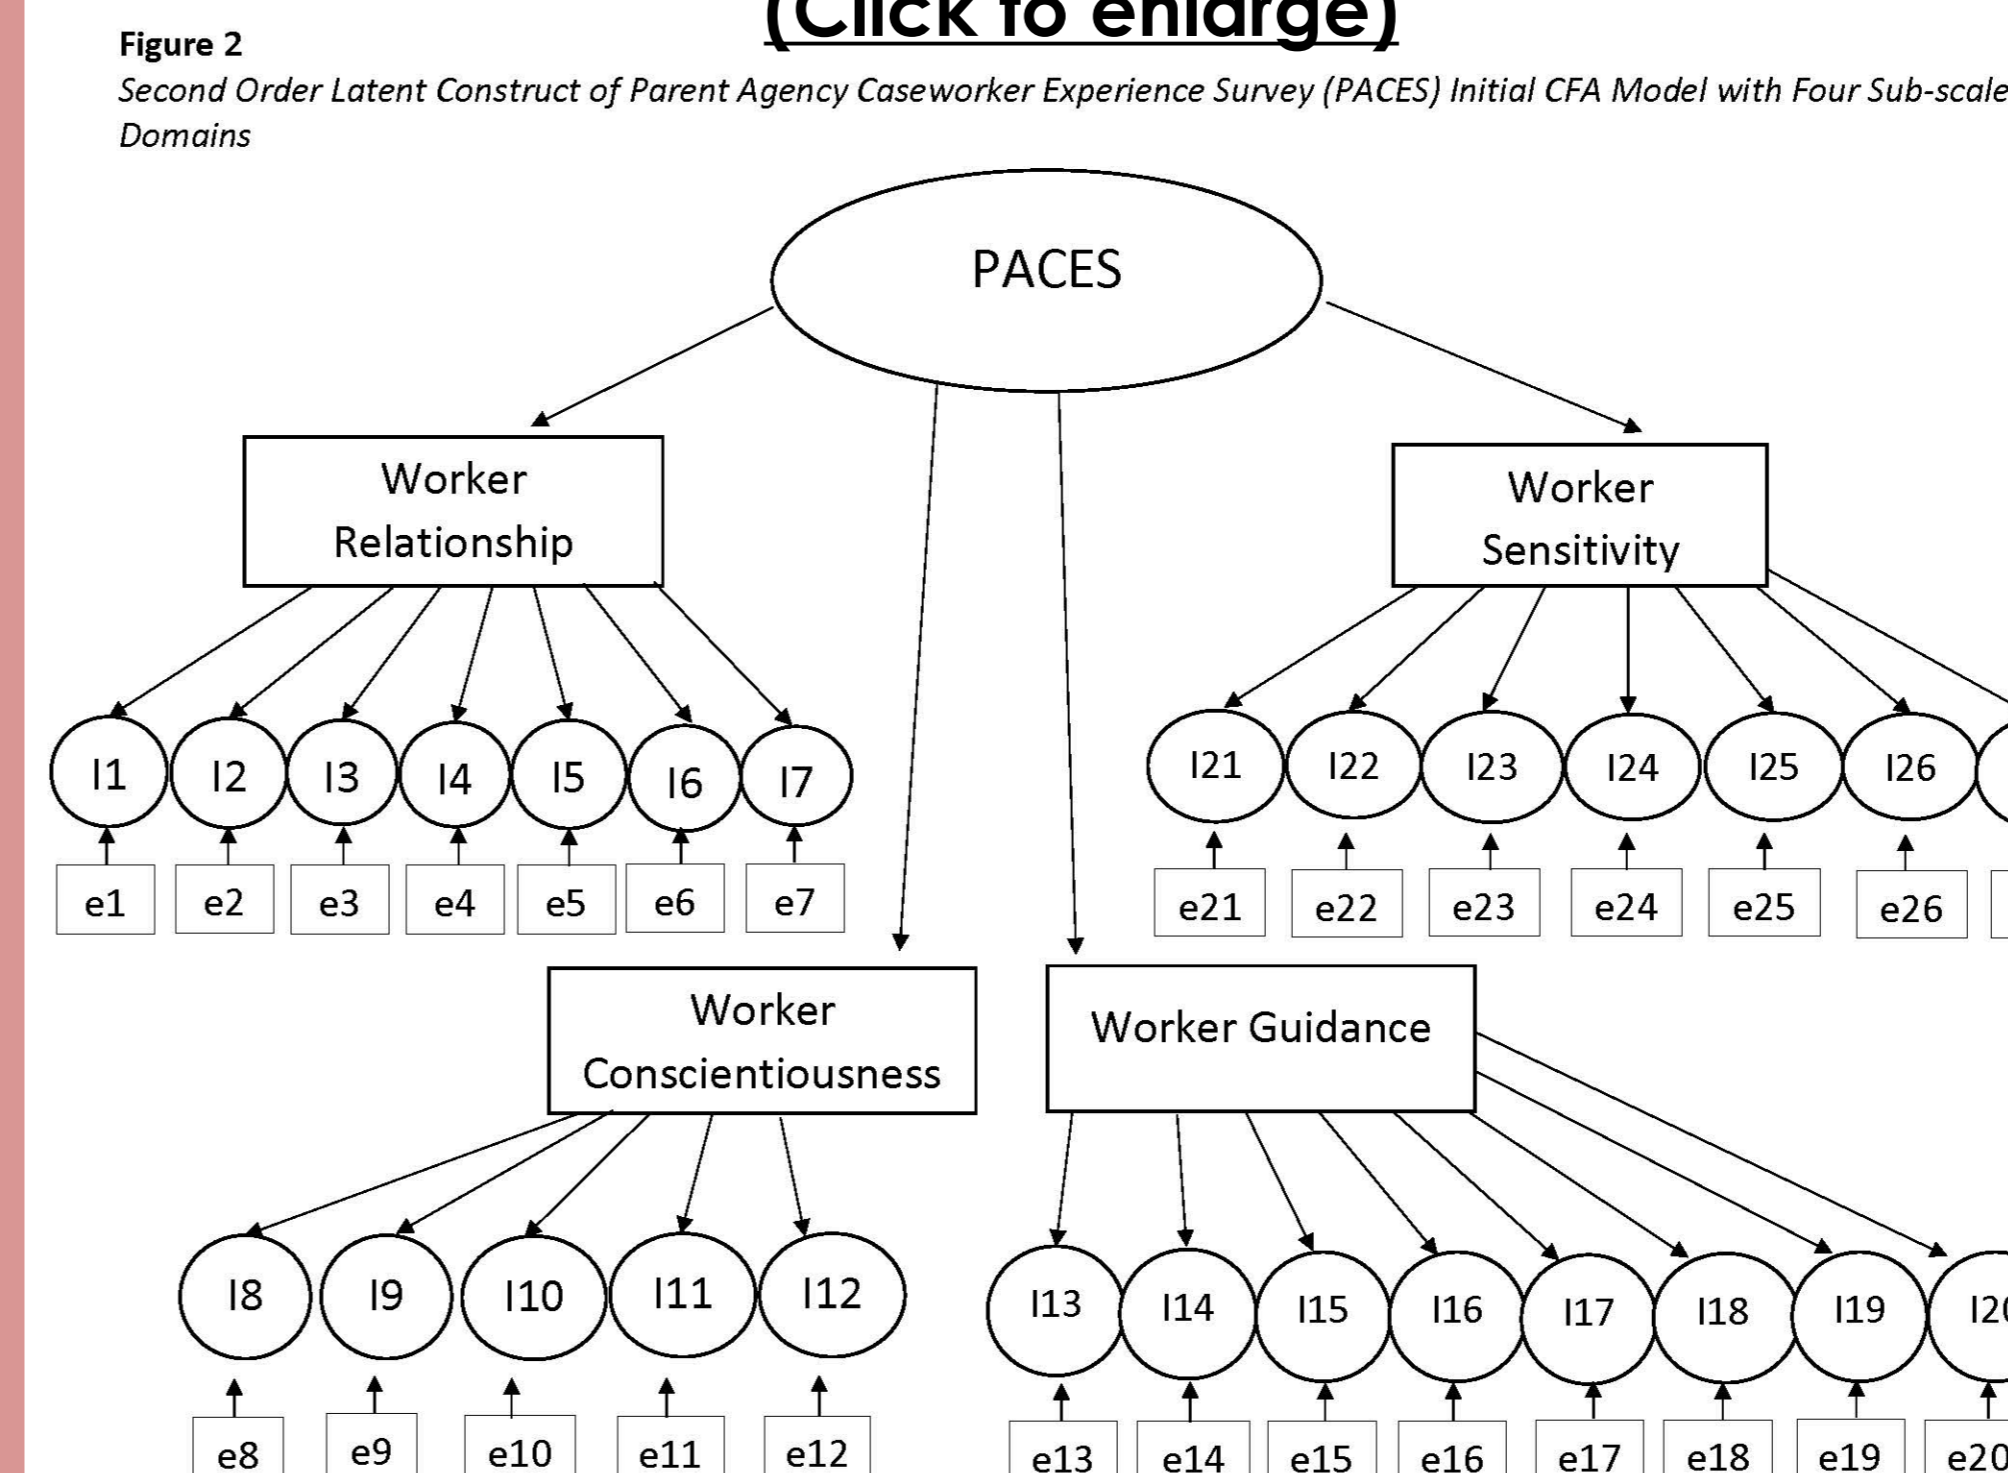 (Click to enlarge)
Figure 2
Second Order Latent Construct of Parent Agency Caseworker Experience Survey (PACES) Initial CFA Model with Four Sub-scale
Domains
PACES
Worker
Relationship
Worker
Sensitivity
I1 I2 I3 I4 I5 I6 I7
I21 I22 I23 I24 I25 I26
e1 e2 e3 e4 e5 e6 e7
e21 e22 e23 e24 e25 e26
Worker
Conscientiousness
Worker Guidance
I8 I9 I10 I11 I12
I13 I14 I15 I16 I17 I18 I19 I20
e8 e9 e10 e11 e12
e13 e14 e15 e16 e17 e18 e19 e20